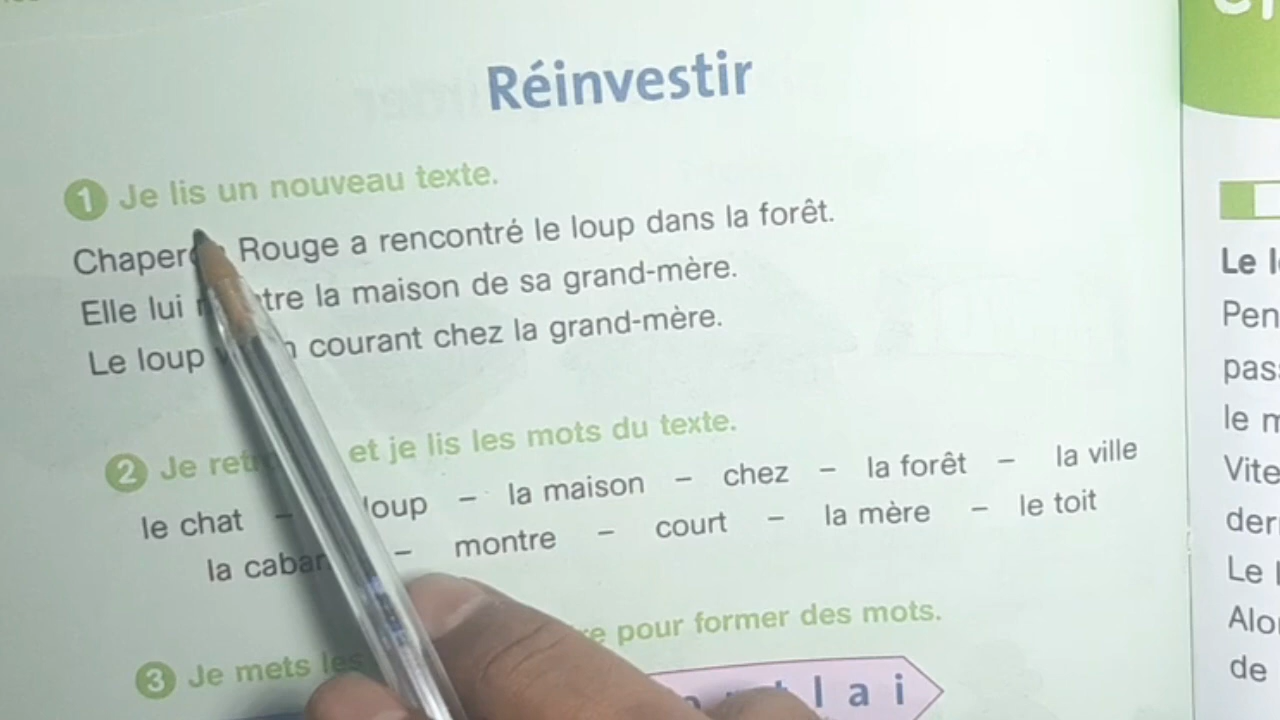 Réinvestir
1 Je lis un nouveau texte.
Rouge a rencontré le loup dans la forêt.
Elle lui la maison de sa grand-mère.
Le loup courant chez la grand-mère.
2 Je et je lis les mots du texte.
le chat – loup – la maison – chez – la forêt – la ville
la – montre – court – la mère – le toit
3 Je mets les pour former des mots.
l a i
Le
Pen
pas
le
Vite
der
Le
Alo
de